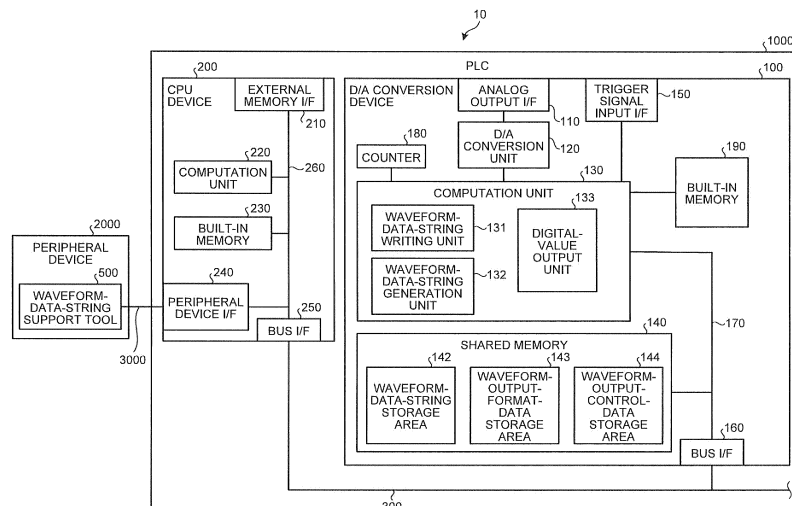 10
1000
PLC
200
CPU
DEVICE
EXTERNAL
MEMORY I/F
210
220
COMPUTATION
UNIT
260
230
BUILT-IN
MEMORY
2000
PERIPHERAL
DEVICE
500
WAVEFORM-
DATA-STRING
SUPPORT TOOL
3000
240
PERIPHERAL
DEVICE I/F
250
BUS I/F
100
D/A CONVERSION
DEVICE
ANALOG
OUTPUT I/F
110
TRIGGER
SIGNAL
INPUT I/F
150
180
COUNTER
D/A
CONVERSION
UNIT
120
130
190
BUILT-IN
MEMORY
COMPUTATION UNIT
WAVEFORM-
DATA-STRING
WRITING UNIT
131
133
DIGITAL-
VALUE
OUTPUT
UNIT
WAVEFORM-
DATA-STRING
GENERATION
UNIT
132
170
SHARED MEMORY
140
142
WAVEFORM-
DATA-STRING
STORAGE
AREA
143
WAVEFORM-
OUTPUT-
FORMAT-
DATA
STORAGE
AREA
144
WAVEFORM-
OUTPUT-
CONTROL-
DATA
STORAGE
AREA
160
BUS I/F